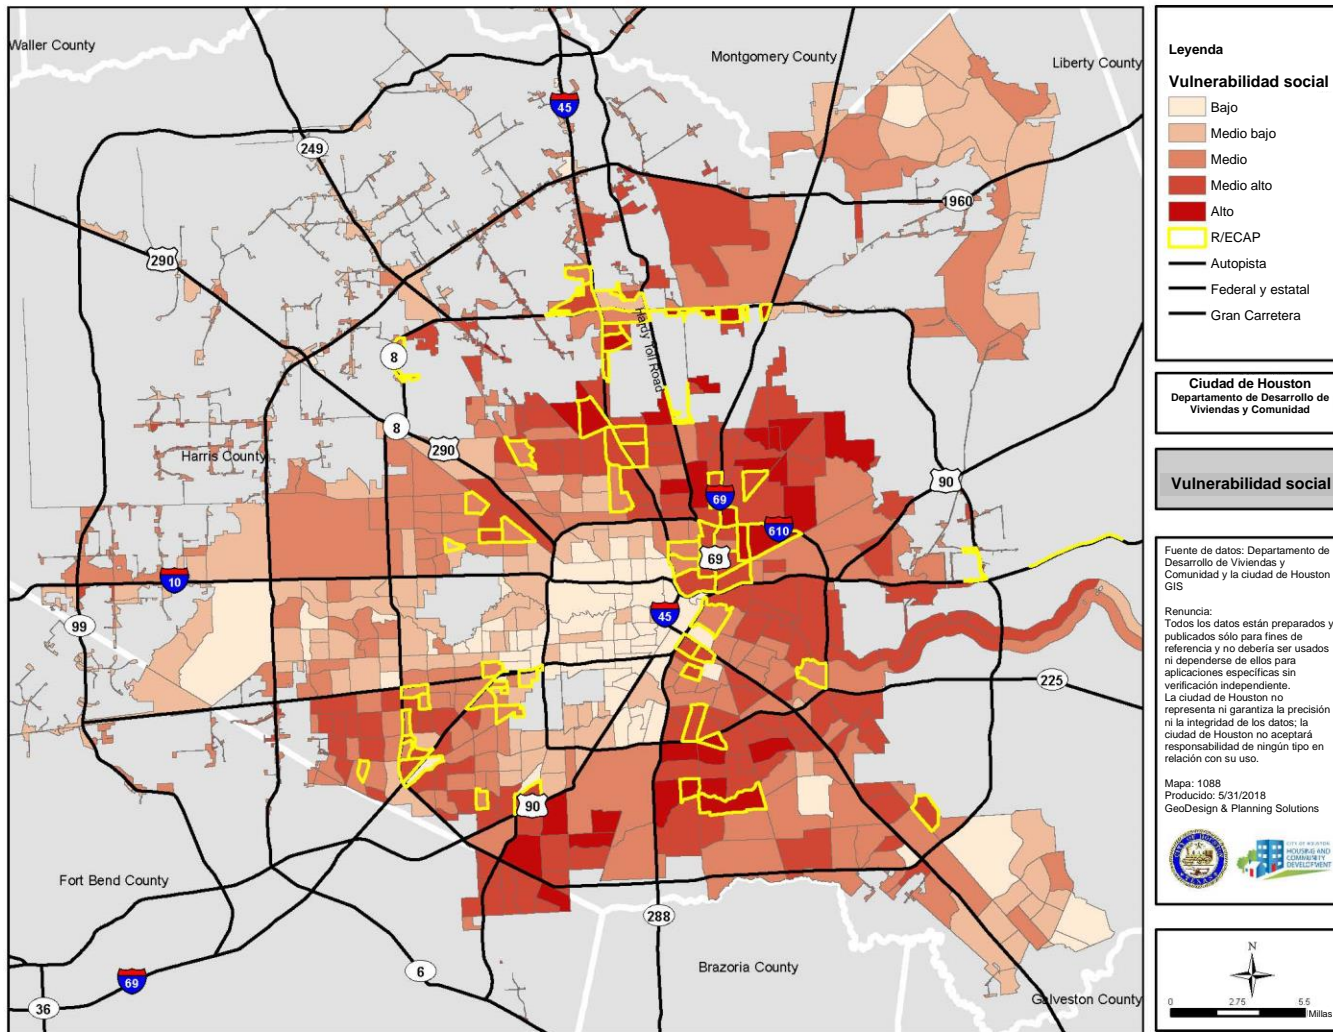 Waller County
Montgomery County
Liberty County
45
249
1960
290
Hardy Toll Road
8
8
290
Harris County
90
69
610
69
10
45
99
225
90
Fort Bend County
288
6
Brazoria County
69
36
Galveston County
Leyenda
Vulnerabilidad social
Bajo
Medio bajo
Medio
Medio alto
Alto
R/ECAP
Autopista
Federal y estatal
Gran Carretera
Ciudad de Houston
Departamento de Desarrollo de
Viviendas y Comunidad
Vulnerabilidad social
Fuente de datos: Departamento de
Desarrollo de Viviendas y
Comunidad y la ciudad de Houston
GIS
Renuncia:
Todos los datos están preparados y
publicados sólo para fines de
referencia y no debería ser usados
ni dependerse de ellos para
aplicaciones específicas sin
verificación independiente.
La ciudad de Houston no
representa ni garantiza la precisión
ni la integridad de los datos; la
ciudad de Houston no aceptará
responsabilidad de ningún tipo en
relación con su uso.
Mapa: 1088
Producido: 5/31/2018
GeoDesign & Planning Solutions
CITY OF HOUSTON
HOUSING AND
COMMUNITY
DEVELOPMENT
N
0 2.75 5.5
Millas